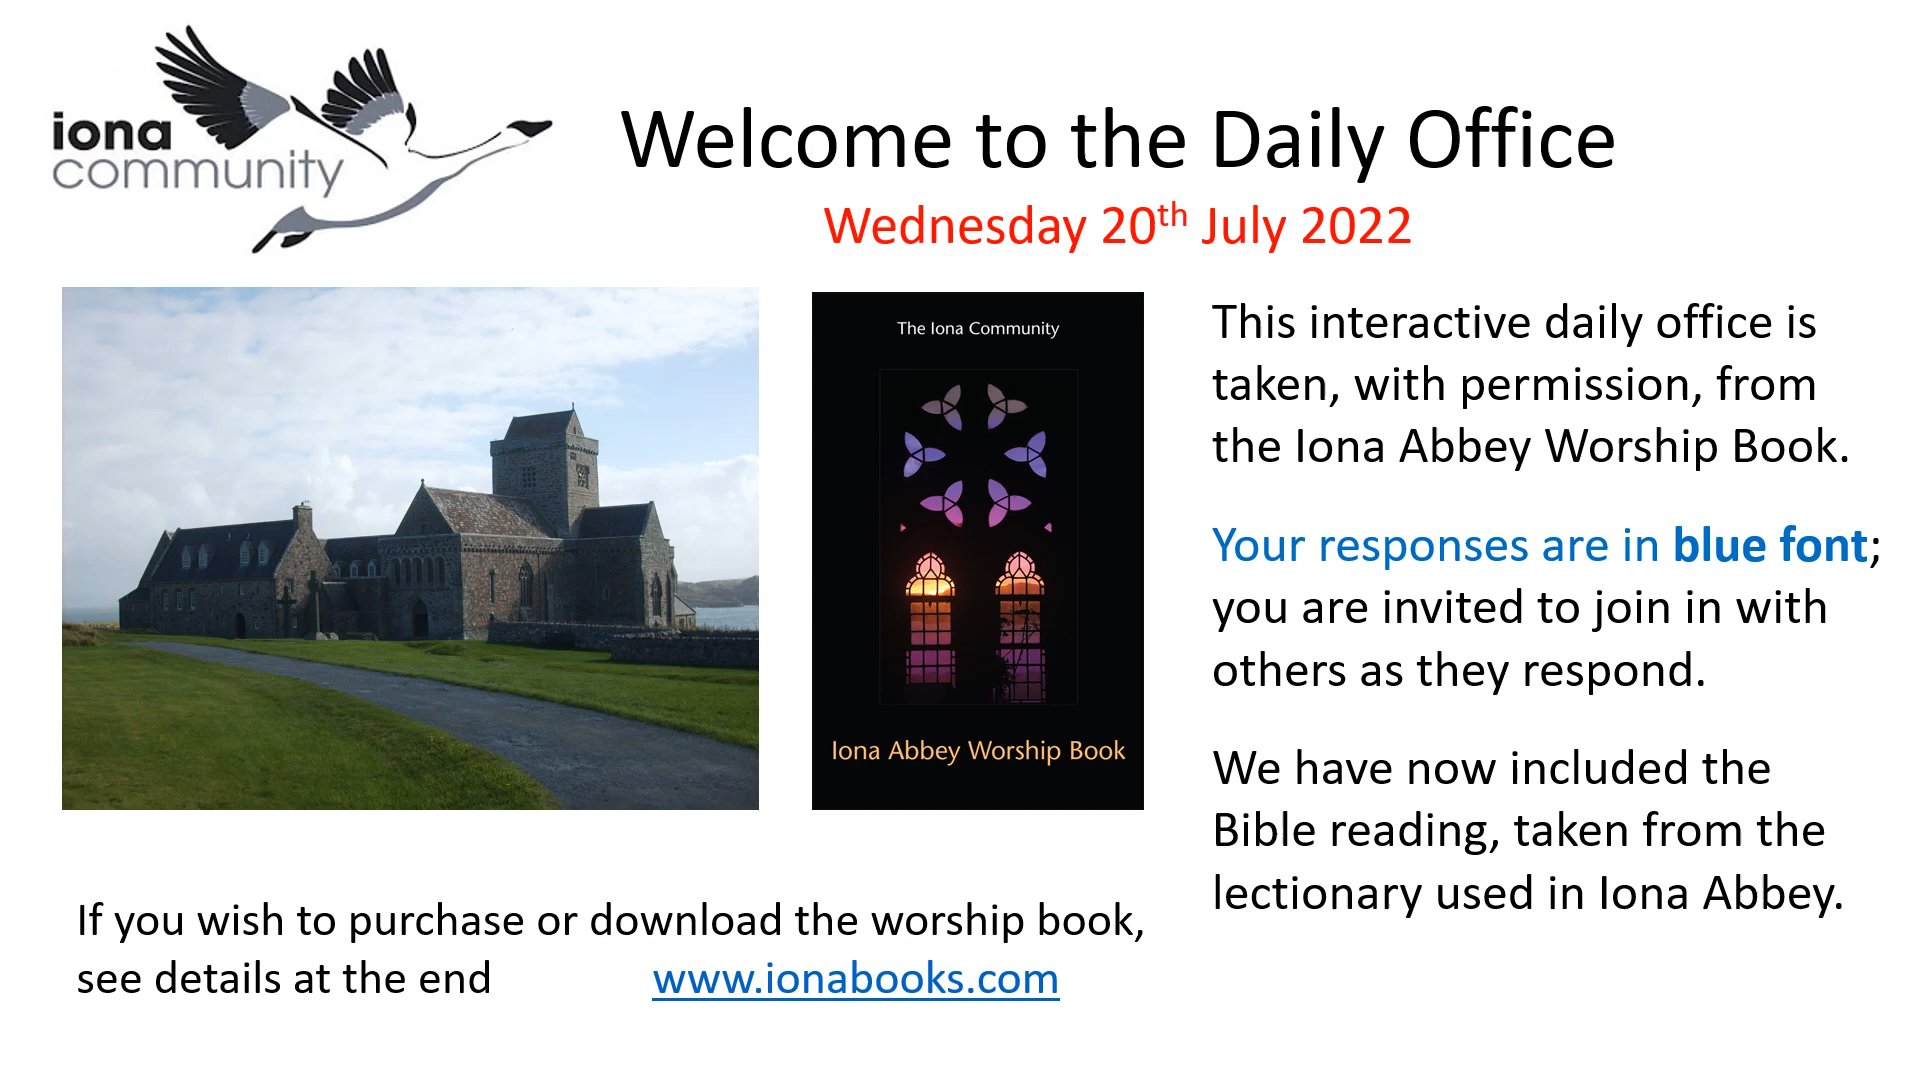 iona
community
Welcome to the Daily Office
Wednesday 20th July 2022
The Iona Community
Iona Abbey Worship Book
This interactive daily office is
taken, with permission, from
the Iona Abbey Worship Book.
Your responses are in blue font;
you are invited to join in with
others as they respond.
We have now included the
Bible reading, taken from the
lectionary used in Iona Abbey.
If you wish to purchase or download the worship book,
see details at the end www.ionabooks.com